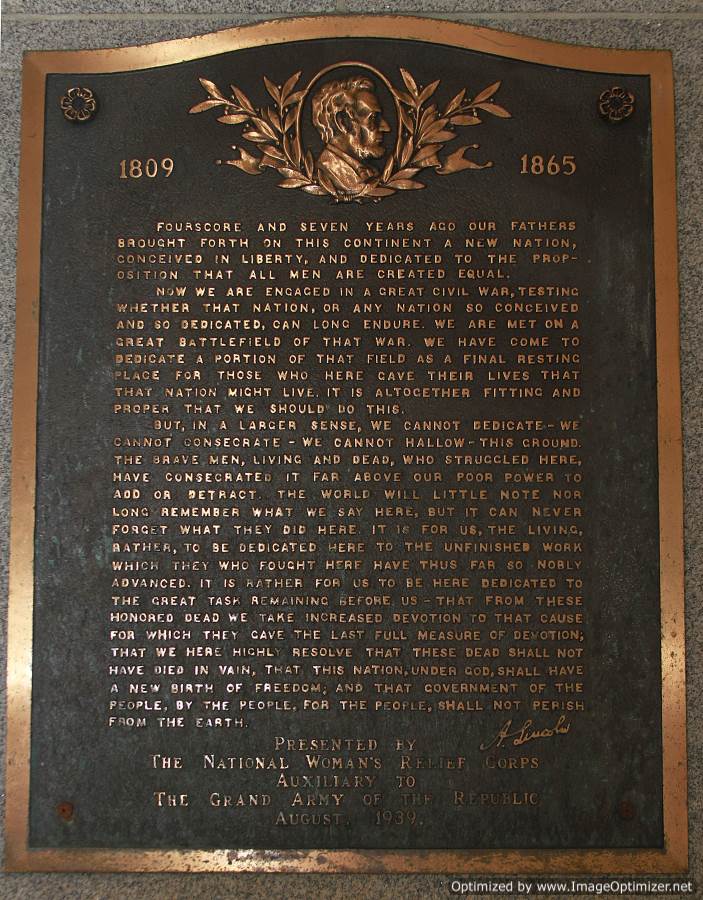 1809 1865
FOURSCORE AND SEVEN YEARS AGO OUR FATHERS
BROUGHT FORTH ON THIS CONTINENT A NEW NATION,
CONCEIVED IN LIBERTY, AND DEDICATED TO THE PROP-
OSITION THAT ALL MEN ARE CREATED EQUAL.
NOW WE ARE ENGAGED IN A GREAT CIVIL WAR, TESTING
WHETHER THAT NATION, OR ANY NATION SO CONCEIVED
AND SO DEDICATED, CAN LONG ENDURE. WE ARE MET ON A
GREAT BATTLEFIELD OF THAT WAR. WE HAVE COME TO
DEDICATE A PORTION OF THAT FIELD AS A FINAL RESTING
PLACE FOR THOSE WHO HERE GAVE THEIR LIVES THAT
THAT NATION MIGHT LIVE. IT IS ALTOGETHER FITTING AND
PROPER THAT WE SHOULD DO THIS.
BUT, IN A LARGER SENSE, WE CANNOT DEDICATE - WE
CANNOT CONSECRATE - WE CANNOT HALLOW - THIS GROUND.
THE BRAVE MEN, LIVING AND DEAD, WHO STRUGGLED HERE,
HAVE CONSECRATED IT FAR ABOVE OUR POOR POWER TO
ADD OR DETRACT. THE WORLD WILL LITTLE NOTE NOR
LONG REMEMBER WHAT WE SAY HERE, BUT IT CAN NEVER
FORGET WHAT THEY DID HERE. IT IS FOR US, THE LIVING,
RATHER, TO BE DEDICATED HERE TO THE UNFINISHED WORK
WHICH THEY WHO FOUGHT HERE HAVE THUS FAR SO NOBLY
ADVANCED. IT IS RATHER FOR US TO BE HERE DEDICATED TO
THE GREAT TASK REMAINING BEFORE US - THAT FROM THESE
HONORED DEAD WE TAKE INCREASED DEVOTION TO THAT CAUSE
FOR WHICH THEY GAVE THE LAST FULL MEASURE OF DEVOTION;
THAT WE HERE HIGHLY RESOLVE THAT THESE DEAD SHALL NOT
HAVE DIED IN VAIN, THAT THIS NATION, UNDER GOD, SHALL HAVE
A NEW BIRTH OF FREEDOM; AND THAT GOVERNMENT OF THE
PEOPLE, BY THE PEOPLE, FOR THE PEOPLE, SHALL NOT PERISH
FROM THE EARTH.
A. Lincoln
PRESENTED BY
THE NATIONAL WOMAN'S RELIEF CORPS
AUXILIARY TO
THE GRAND ARMY OF THE REPUBLIC
AUGUST, 1939.
Optimized by www.ImageOptimizer.net